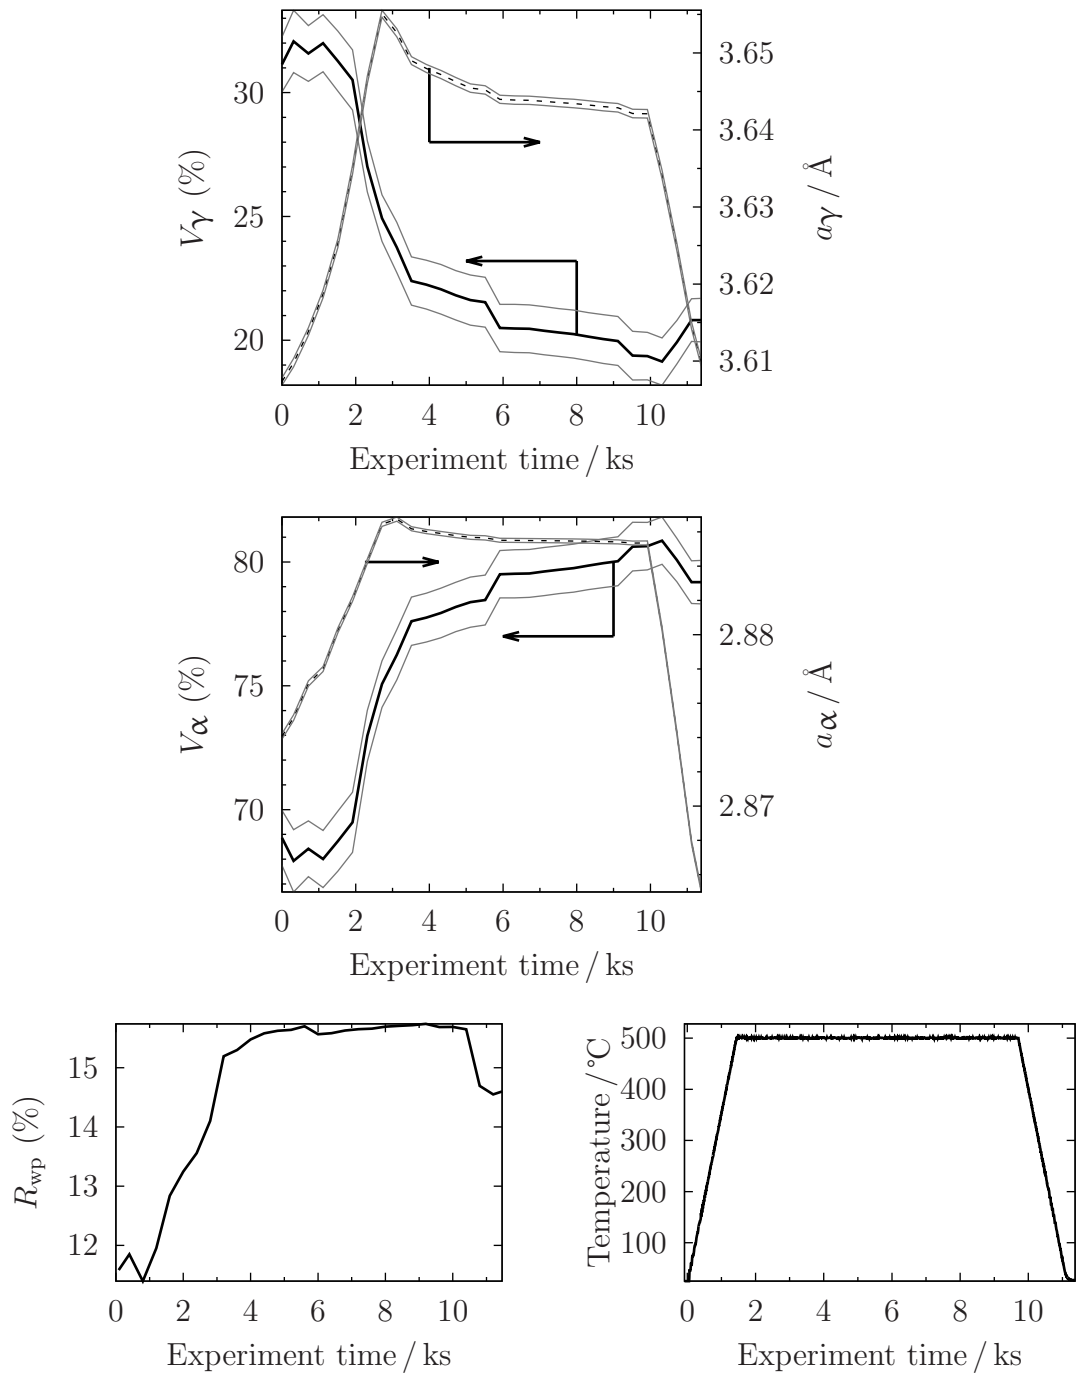 30
25
20
Vγ (%)
3.65
3.64
3.63
3.62
3.61
aγ / Å
0 2 4 6 8 10
Experiment time / ks
80
75
70
Vα (%)
2.88
2.87
aα / Å
0 2 4 6 8 10
Experiment time / ks
15
14
13
12
Rwp (%)
0 2 4 6 8 10
Experiment time / ks
500
400
300
200
100
Temperature / °C
0 2 4 6 8 10
Experiment time / ks